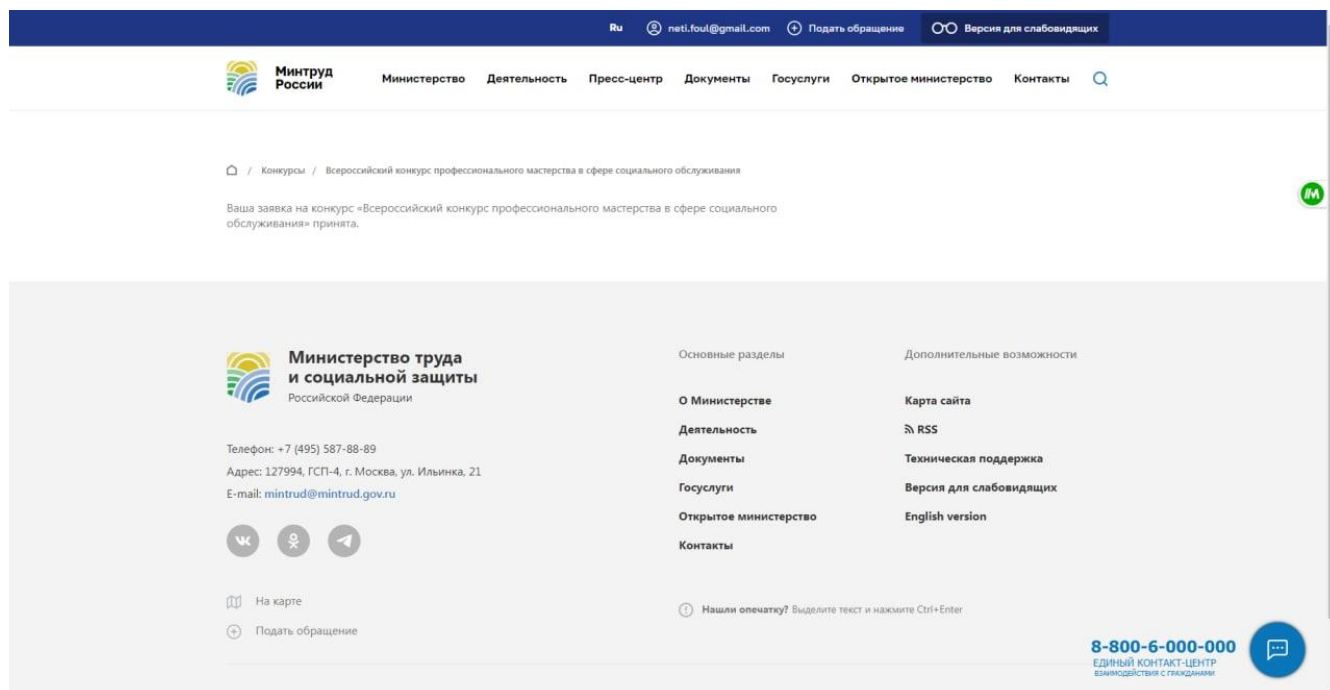 Ru neti.foul@gmail.com Подать обращение Версия для слабовидящих
Минтруд
России
Министерство Деятельность Пресс-центр Документы Госуслуги Открытое министерство Контакты
/ Конкурсы / Всероссийский конкурс профессионального мастерства в сфере социального обслуживания
Ваша заявка на конкурс «Всероссийский конкурс профессионального мастерства в сфере социального
обслуживания» принята.
Министерство труда
и социальной защиты
Российской Федерации
Телефон: +7 (495) 587-88-89
Адрес: 127994, ГСП-4, г. Москва, ул. Ильинка, 21
E-mail: mintrud@mintrud.gov.ru
На карте
Подать обращение
Основные разделы
О Министерстве
Деятельность
Документы
Госуслуги
Открытое министерство
Контакты
Дополнительные возможности
Карта сайта
RSS
Техническая поддержка
Версия для слабовидящих
English version
Нашли опечатку? Выделите текст и нажмите Ctrl+Enter
8-800-6-000-000
ЕДИНЫЙ КОНТАКТ-ЦЕНТР
ВЗАИМОДЕЙСТВИЯ С ГРАЖДАНАМИ